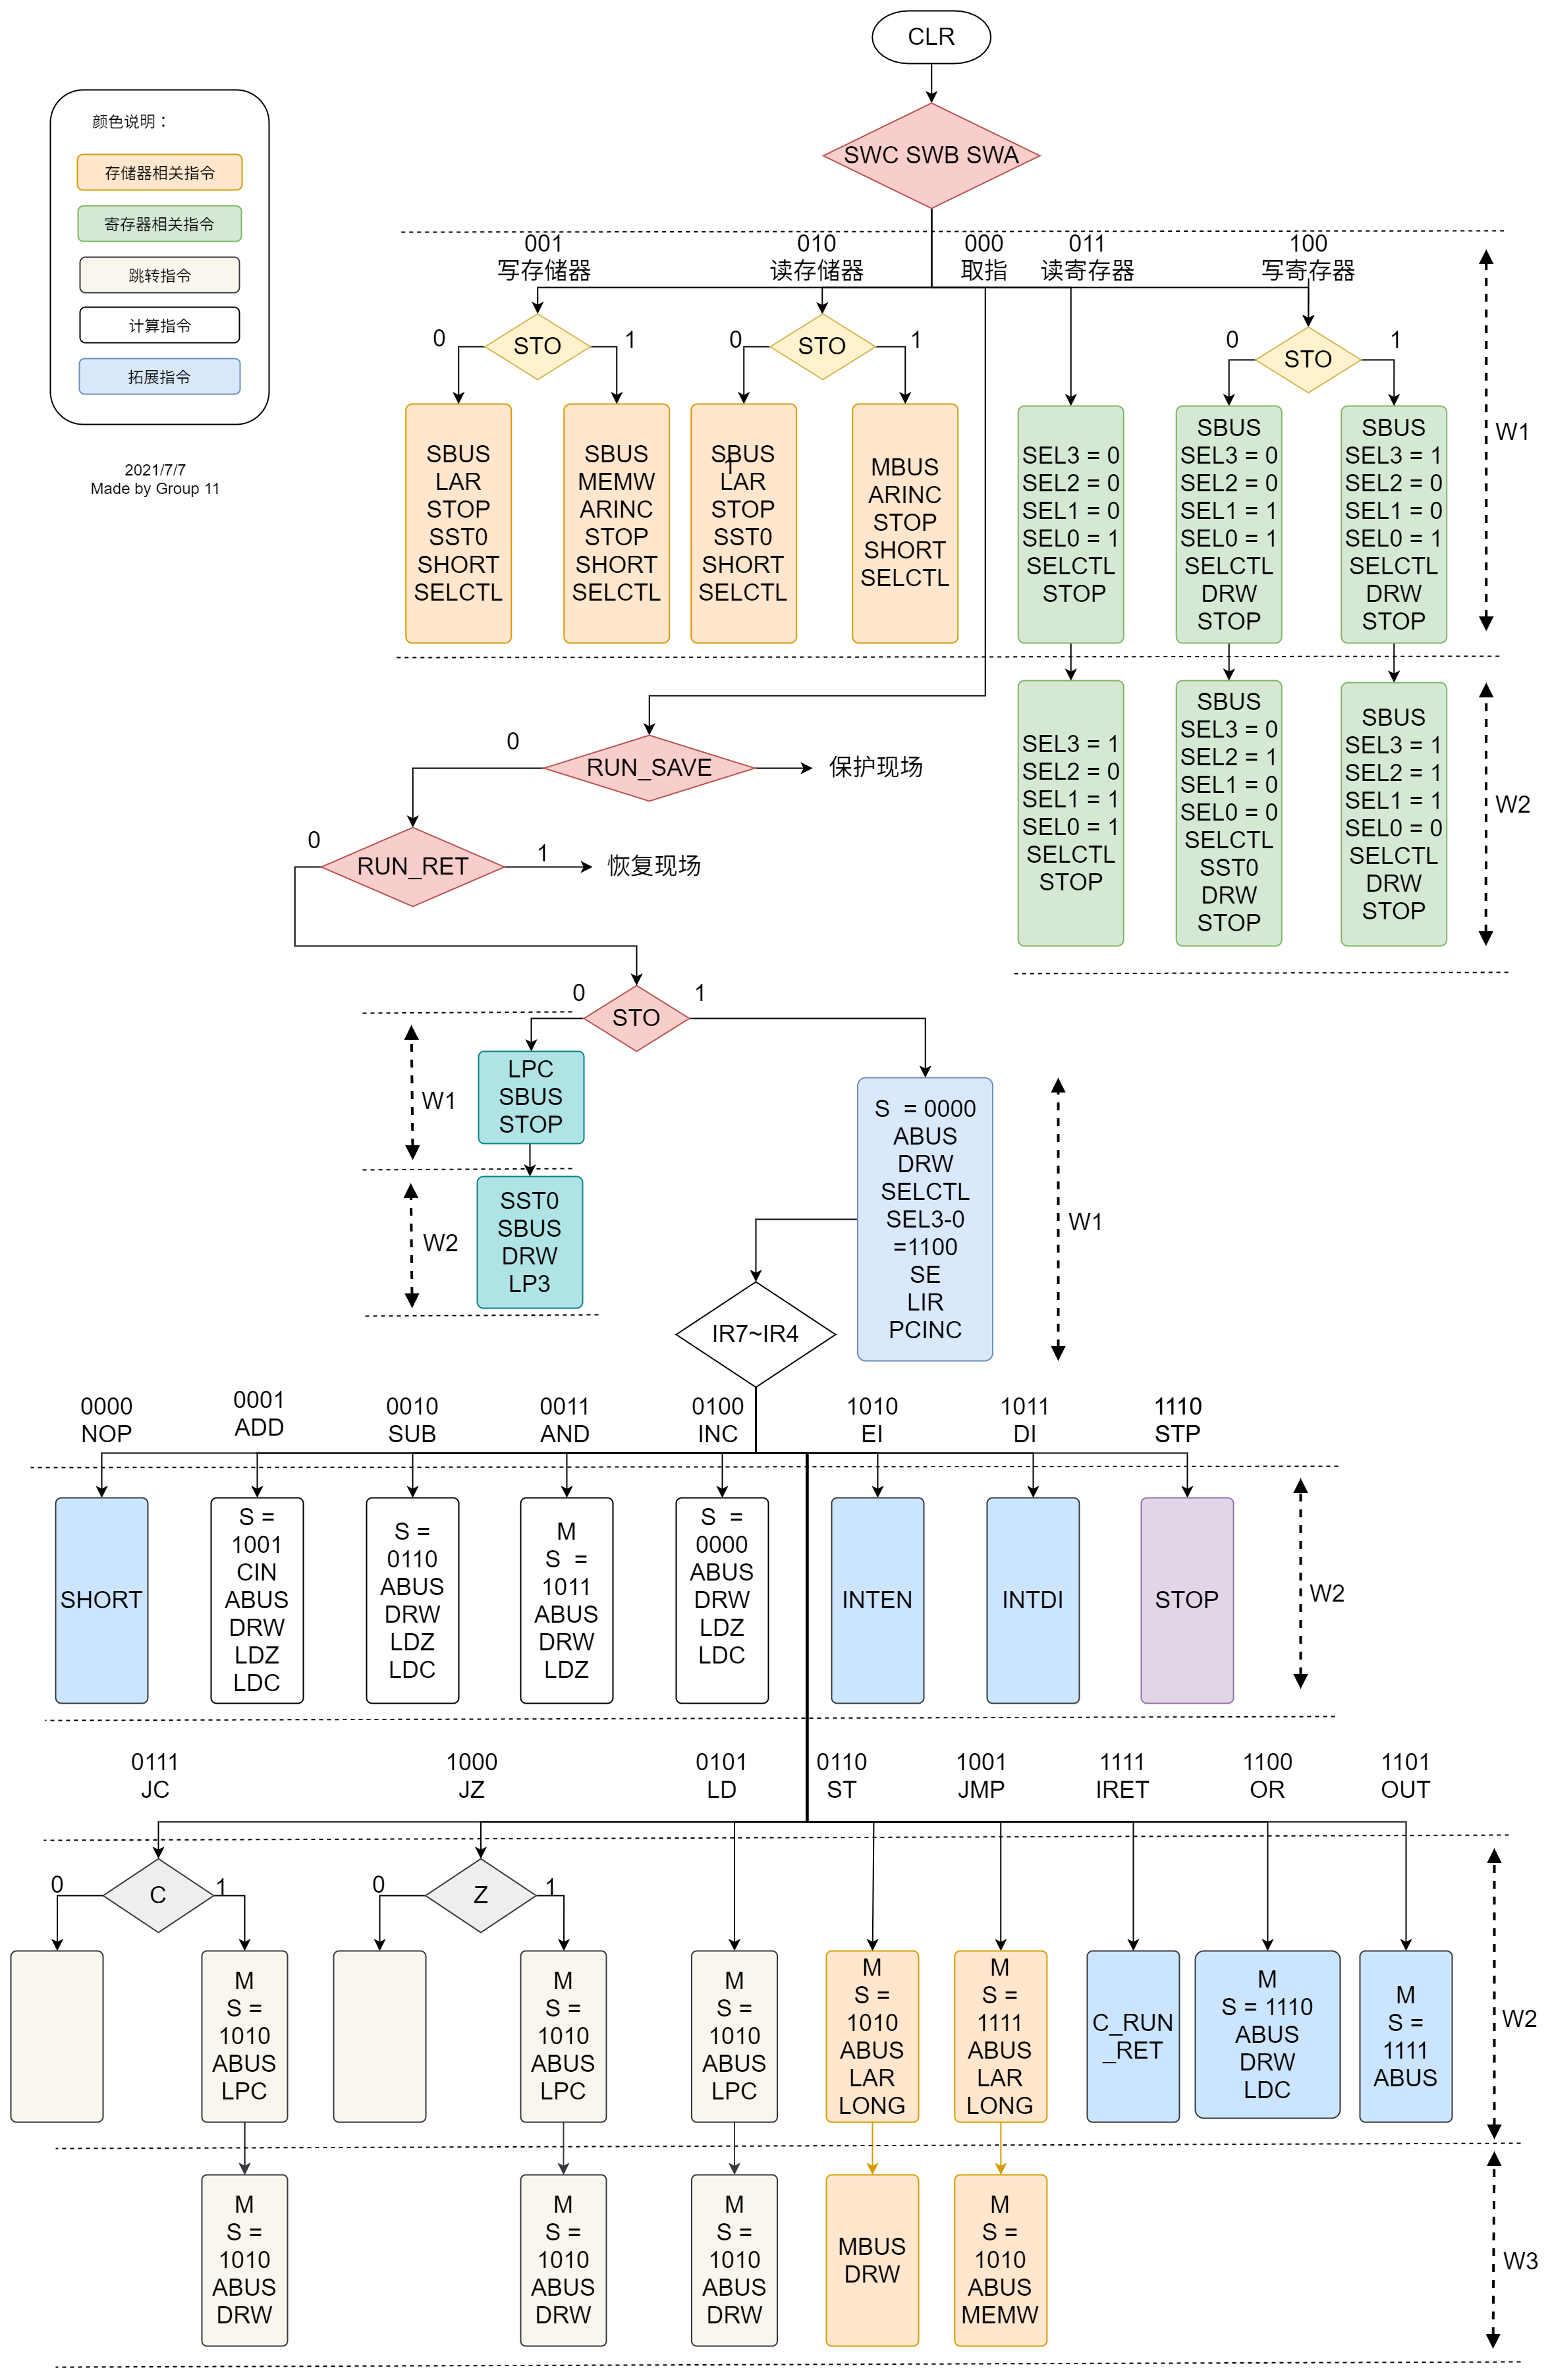 CLR
SWC SWB SWA
颜色说明：
存储器相关指令
寄存器相关指令
跳转指令
计算指令
拓展指令
2021/7/7
Made by Group 11
001
写存储器
010
读存储器
000
取指
011
读寄存器
100
写寄存器
0
STO
1
0
STO
1
0
STO
1
SBUS
LAR
STOP
SST0
SHORT
SELCTL
SBUS
MEMW
ARINC
STOP
SHORT
SELCTL
SBUS
1
LAR
STOP
SST0
SHORT
SELCTL
MBUS
ARINC
STOP
SHORT
SELCTL
SEL3 = 0
SEL2 = 0
SEL1 = 0
SEL0 = 1
SELCTL
STOP
SBUS
SEL3 = 0
SEL2 = 0
SEL1 = 1
SEL0 = 1
SELCTL
DRW
STOP
SBUS
SEL3 = 1
SEL2 = 0
SEL1 = 0
SEL0 = 1
SELCTL
DRW
STOP
W1
SEL3 = 1
SEL2 = 0
SEL1 = 1
SEL0 = 1
SELCTL
STOP
SBUS
SEL3 = 0
SEL2 = 1
SEL1 = 0
SEL0 = 0
SELCTL
SST0
DRW
STOP
SBUS
SEL3 = 1
SEL2 = 1
SEL1 = 1
SEL0 = 0
SELCTL
DRW
STOP
W2
0
RUN_SAVE
保护现场
0
RUN_RET
1
恢复现场
0
STO
1
W1
LPC
SBUS
STOP
W2
SST0
SBUS
DRW
LP3
S  = 0000
ABUS
DRW
SELCTL
SEL3-0
=1100
SE
LIR
PCINC
W1
IR7~IR4
0000
NOP
0001
ADD
0010
SUB
0011
AND
0100
INC
1010
EI
1011
DI
1110
STP
SHORT
S =
1001
CIN
ABUS
DRW
LDZ
LDC
S =
0110
ABUS
DRW
LDZ
LDC
M
S  =
1011
ABUS
DRW
LDZ
S  =
0000
ABUS
DRW
LDZ
LDC
INTEN
INTDI
STOP
W2
0111
JC
1000
JZ
0101
LD
0110
ST
1001
JMP
1111
IRET
1100
OR
1101
OUT
0
C
1
0
Z
1
M
S =
1010
ABUS
LPC
M
S =
1010
ABUS
LPC
M
S =
1010
ABUS
LPC
M
S =
1010
ABUS
LAR
LONG
M
S =
1111
ABUS
LAR
LONG
C_RUN
_RET
M
S = 1110
ABUS
DRW
LDC
M
S =
1111
ABUS
W2
M
S =
1010
ABUS
DRW
M
S =
1010
ABUS
DRW
M
S =
1010
ABUS
DRW
MBUS
DRW
M
S =
1010
ABUS
MEMW
W3